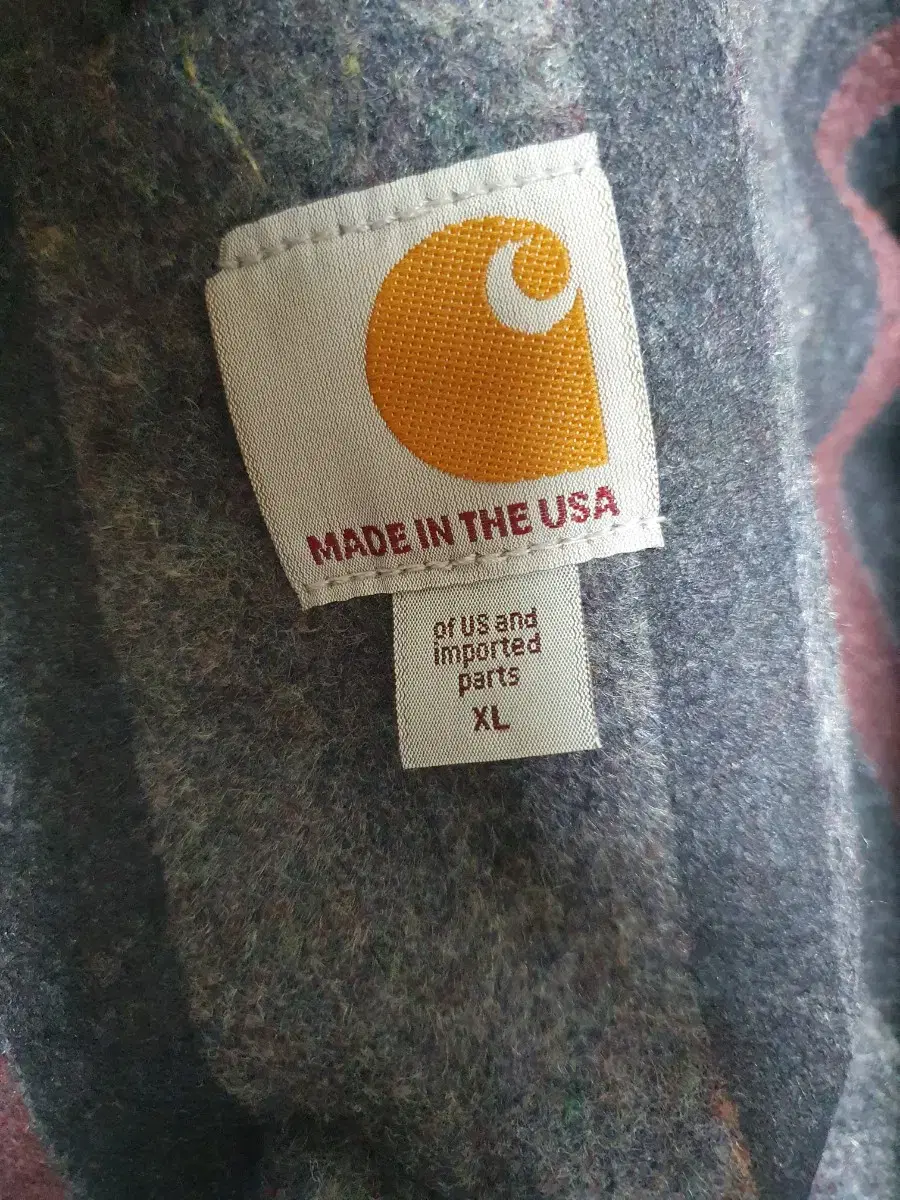 MADE IN THE USA
of US and
imported
parts
XL